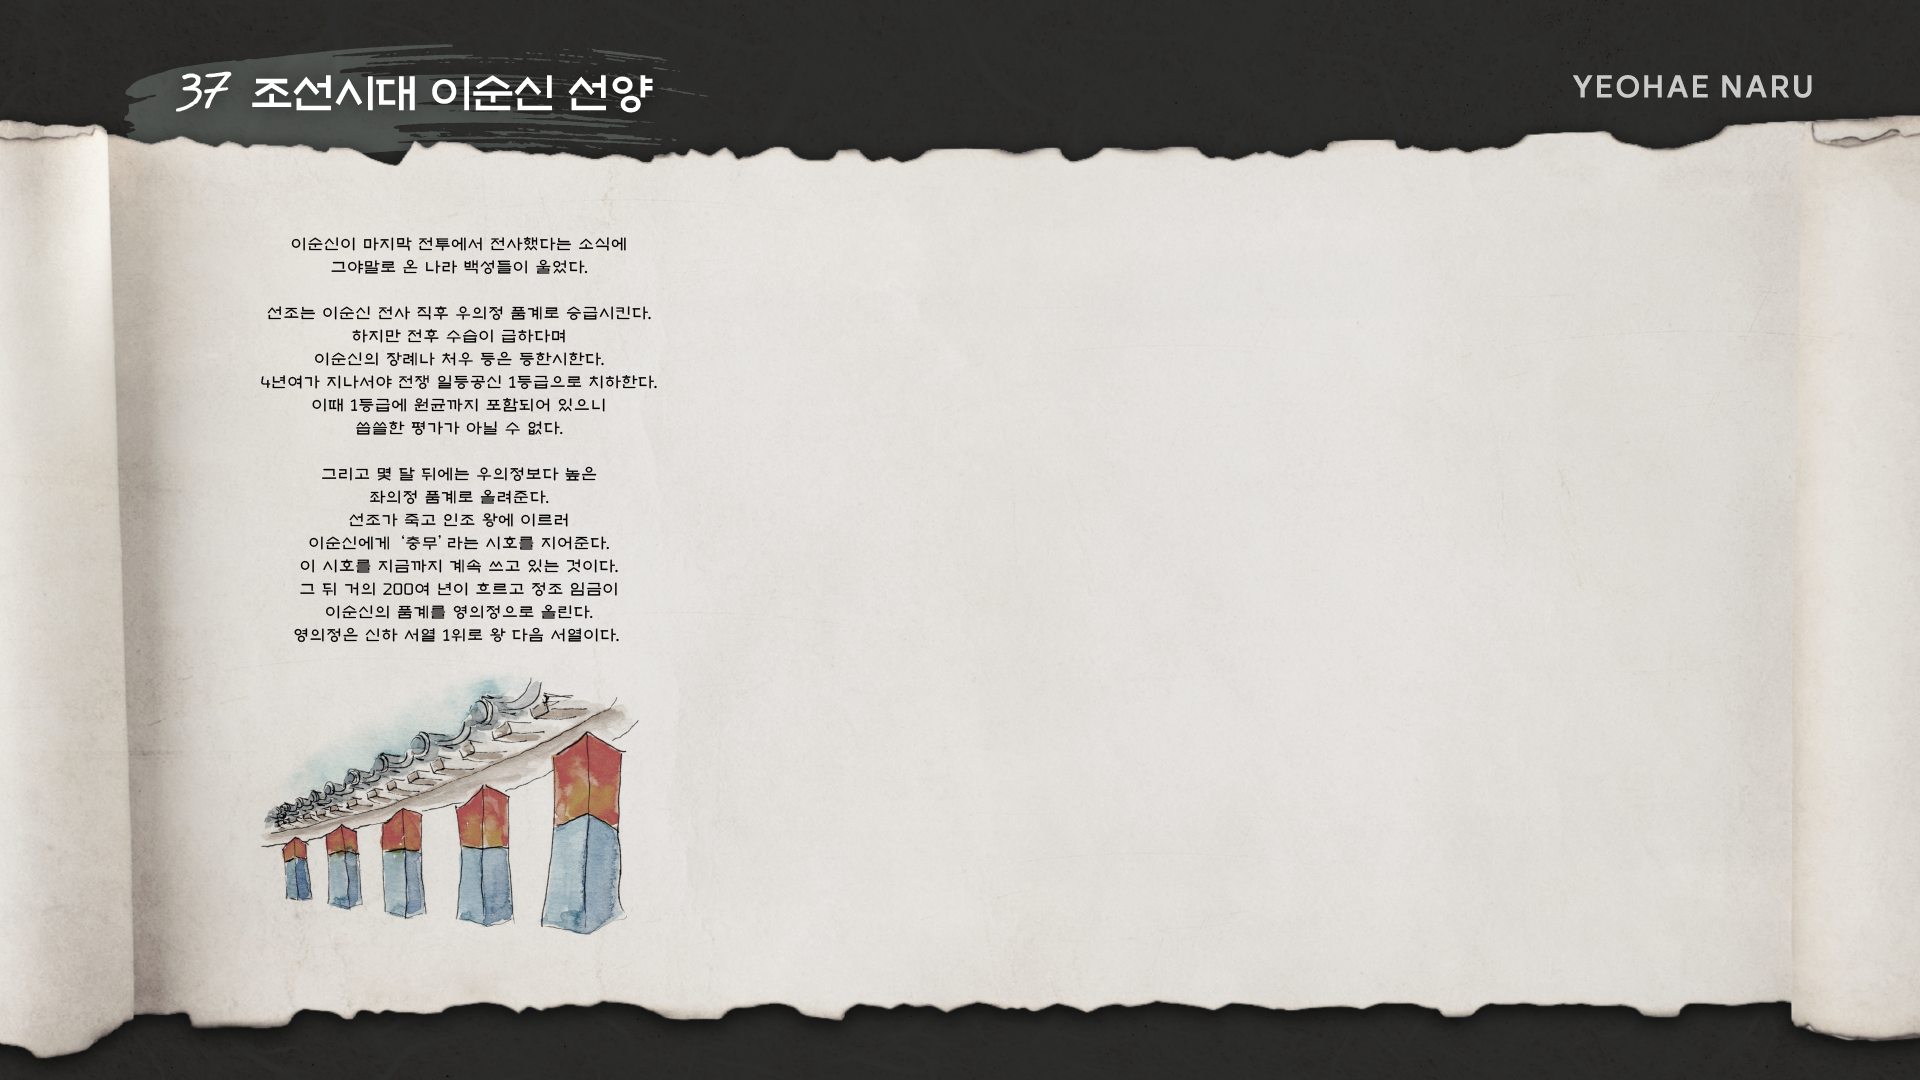 37 조선시대 이순신 선양
YEOHAE NARU
이순신이 마지막 전투에서 전사했다는 소식에
그야말로 온 나라 백성들이 울었다.
선조는 이순신 전사 직후 우의정 품계로 승급시킨다.
하지만 전후 수습이 급하다며
이순신의 장례나 처우 등은 등한시한다.
4년여가 지나서야 전쟁 일등공신 1등급으로 치하한다.
이때 1등급에 원균까지 포함되어 있으니
씁쓸한 평가가 아닐 수 없다.
그리고 몇 달 뒤에는 우의정보다 높은
좌의정 품계로 올려준다.
선조가 죽고 인조 왕에 이르러
이순신에게 ‘충무’라는 시호를 지어준다.
이 시호를 지금까지 계속 쓰고 있는 것이다.
그 뒤 거의 200여 년이 흐르고 정조 임금이
이순신의 품계를 영의정으로 올린다.
영의정은 신하 서열 1위로 왕 다음 서열이다.